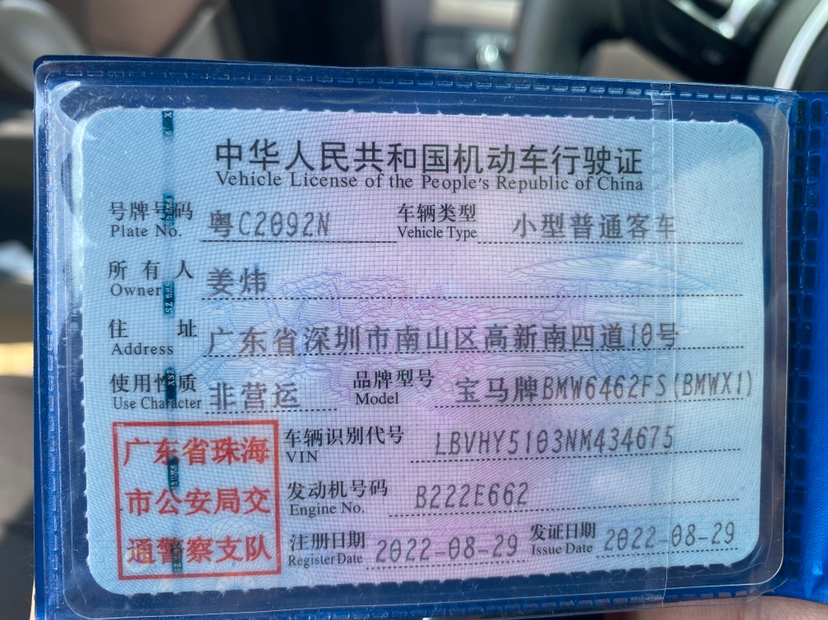 中华人民共和国机动车行驶证
Vehicle License of the People's Republic of China
号牌号码 粤C2092N 车辆类型 小型普通客车
Plate No. Vehicle Type
所有人 姜炜
Owner
住址 广东省深圳市南山区高新南四道10号
Address
使用性质 非营运 品牌型号 宝马牌BMW6462FS(BMWX1)
Use Character Model
广东省珠海
市公安局交
通警察支队
车辆识别代号 LBVHY5103NM434675
VIN
发动机号码 B222E662
Engine No.
注册日期 2022-08-29 发证日期 2022-08-29
Register Date Issue Date